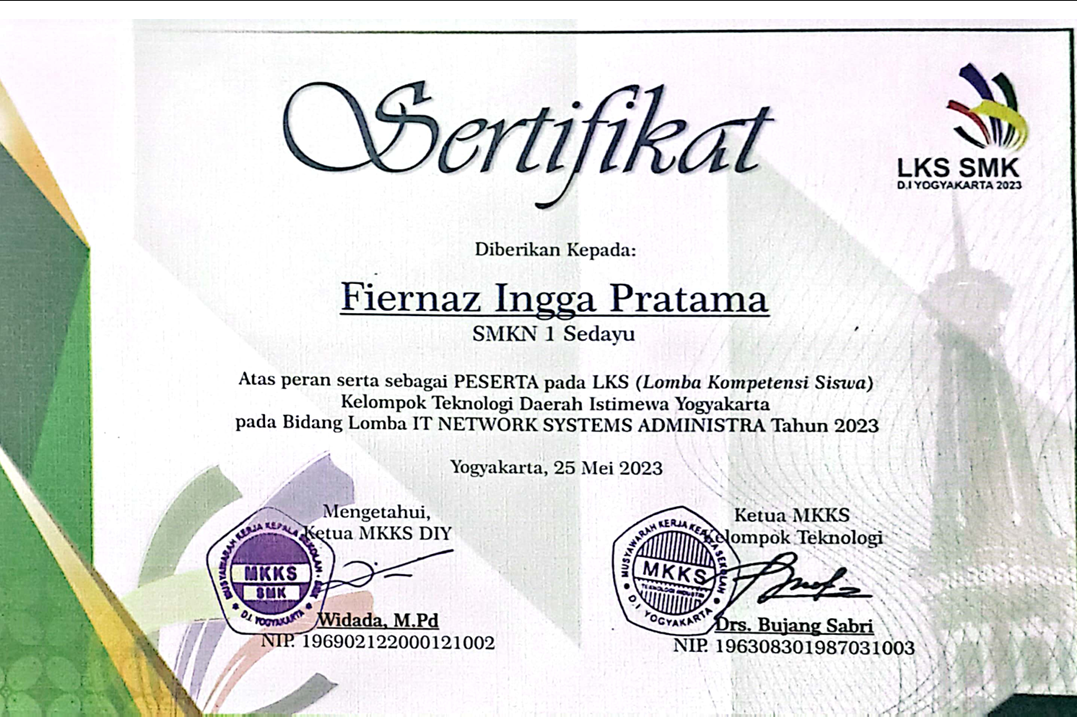 Sertifikat
LKS SMK
D.I YOGYAKARTA 2023
Diberikan Kepada:
Fiernaz Ingga Pratama
SMKN 1 Sedayu
Atas peran serta sebagai PESERTA pada LKS (Lomba Kompetensi Siswa)
Kelompok Teknologi Daerah Istimewa Yogyakarta
pada Bidang Lomba IT NETWORK SYSTEMS ADMINISTRA Tahun 2023
Yogyakarta, 25 Mei 2023
Mengetahui,
Ketua MKKS DIY
MUSYAWARAH KERJA KEPALA SEKOLAH
MKKS
SMK
D.I. YOGYAKARTA
Widada, M.Pd
NIP. 196902122000121002
Ketua MKKS
Kelompok Teknologi
MUSYAWARAH KERJA KEPALA SEKOLAH
MKKS
TEKNOLOGI INDUSTRI
D.I YOGYAKARTA
Drs. Bujang Sabri
NIP. 196308301987031003